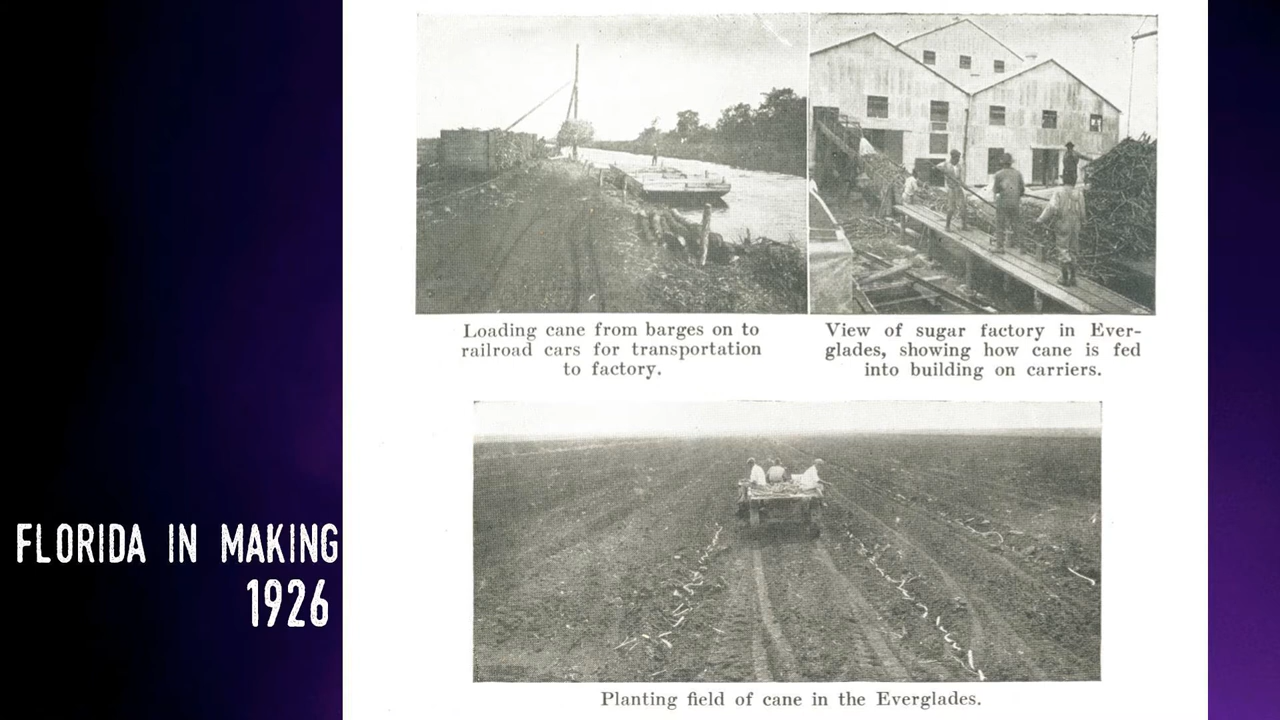 Loading cane from barges on to
railroad cars for transportation
to factory.
View of sugar factory in Ever-
glades, showing how cane is fed
into building on carriers.
FLORIDA IN MAKING
1926
Planting field of cane in the Everglades.